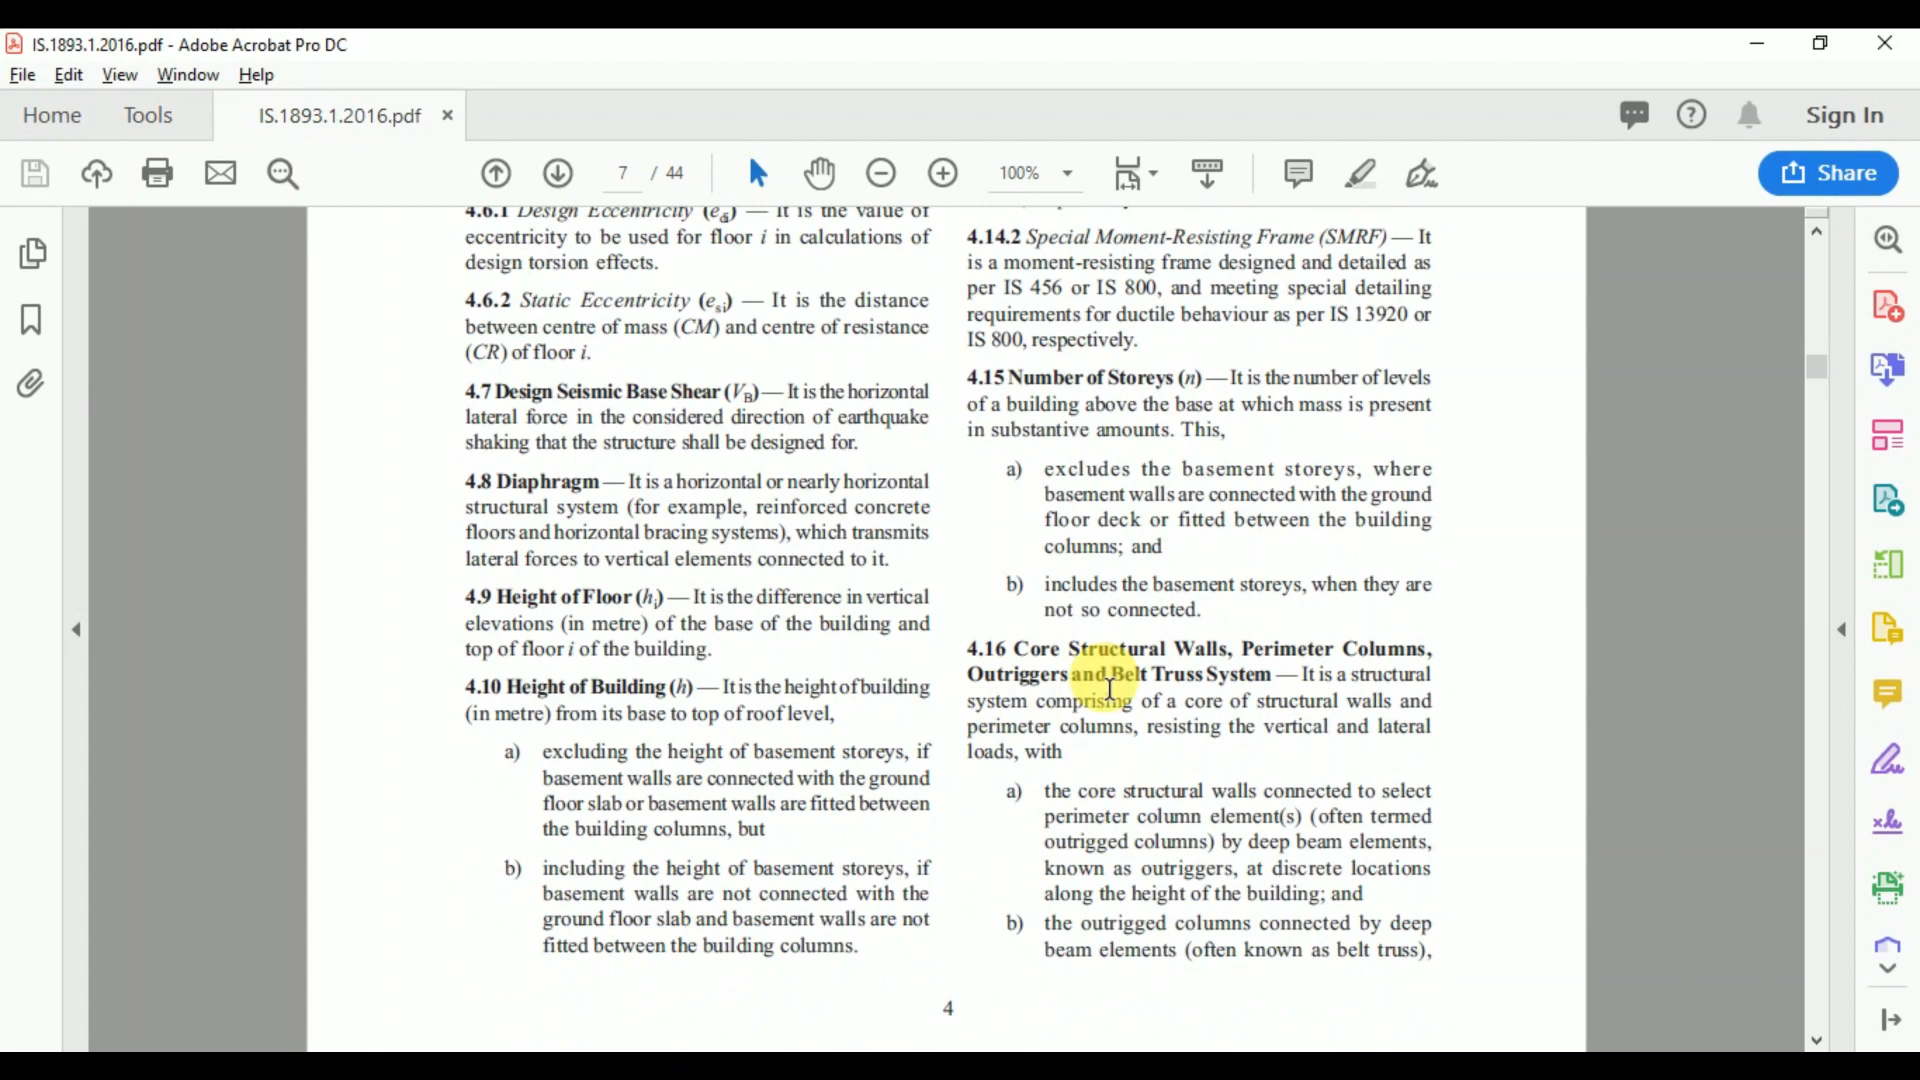 IS.1893.1.2016.pdf - Adobe Acrobat Pro DC
File Edit View Window Help
Home Tools IS.1893.1.2016.pdf × Sign In
7 / 44 100% Share
4.6.1 Design Eccentricity (edi) — It is the value of
eccentricity to be used for floor i in calculations of
design torsion effects.
4.6.2 Static Eccentricity (esi) — It is the distance
between centre of mass (CM) and centre of resistance
(CR) of floor i.
4.7 Design Seismic Base Shear (VB) — It is the horizontal
lateral force in the considered direction of earthquake
shaking that the structure shall be designed for.
4.8 Diaphragm — It is a horizontal or nearly horizontal
structural system (for example, reinforced concrete
floors and horizontal bracing systems), which transmits
lateral forces to vertical elements connected to it.
4.9 Height of Floor (hi) — It is the difference in vertical
elevations (in metre) of the base of the building and
top of floor i of the building.
4.10 Height of Building (h) — It is the height of building
(in metre) from its base to top of roof level,
a) excluding the height of basement storeys, if
basement walls are connected with the ground
floor slab or basement walls are fitted between
the building columns, but
b) including the height of basement storeys, if
basement walls are not connected with the
ground floor slab and basement walls are not
fitted between the building columns.
4.14.2 Special Moment-Resisting Frame (SMRF) — It
is a moment-resisting frame designed and detailed as
per IS 456 or IS 800, and meeting special detailing
requirements for ductile behaviour as per IS 13920 or
IS 800, respectively.
4.15 Number of Storeys (n) — It is the number of levels
of a building above the base at which mass is present
in substantive amounts. This,
a) excludes the basement storeys, where
basement walls are connected with the ground
floor deck or fitted between the building
columns; and
b) includes the basement storeys, when they are
not so connected.
4.16 Core Structural Walls, Perimeter Columns,
Outriggers and Belt Truss System — It is a structural
system comprising of a core of structural walls and
perimeter columns, resisting the vertical and lateral
loads, with
a) the core structural walls connected to select
perimeter column element(s) (often termed
outrigged columns) by deep beam elements,
known as outriggers, at discrete locations
along the height of the building; and
b) the outrigged columns connected by deep
beam elements (often known as belt truss),
4